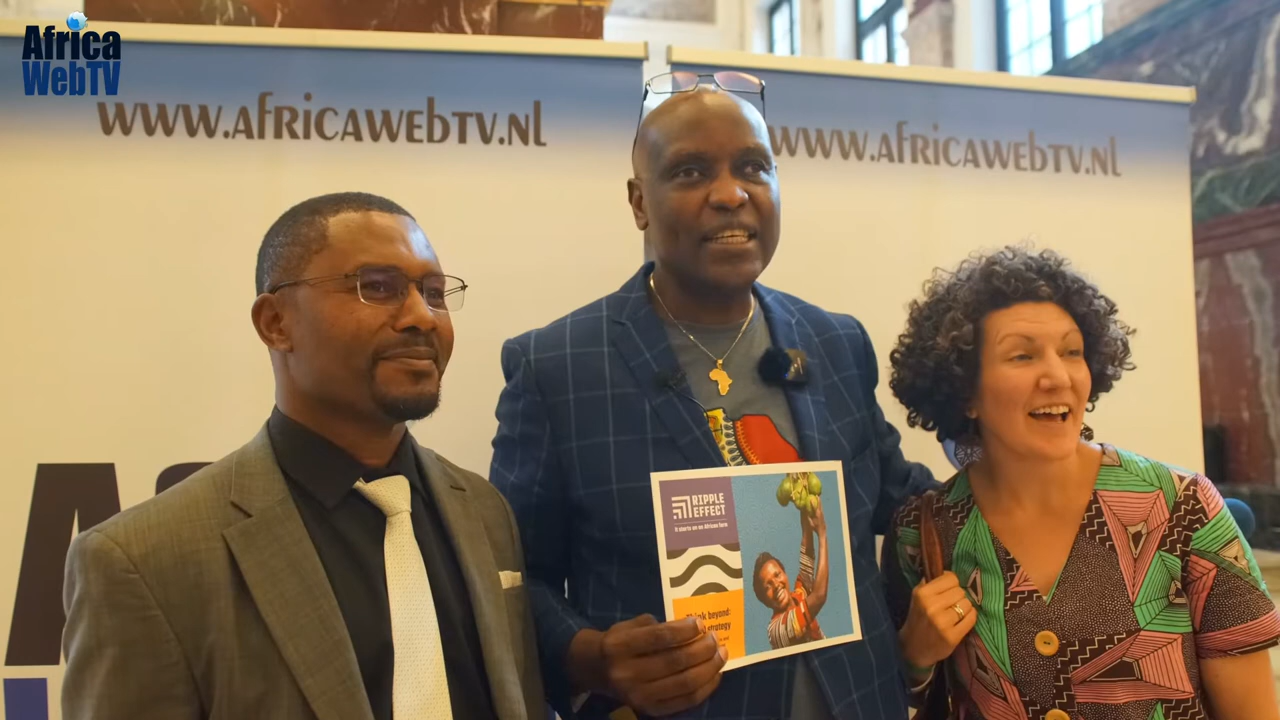 Africa
WebTV
www.africawebtv.nl
www.africawebtv.nl
RIPPLE
EFFECT
It starts on an African farm
Think beyond:
strategy